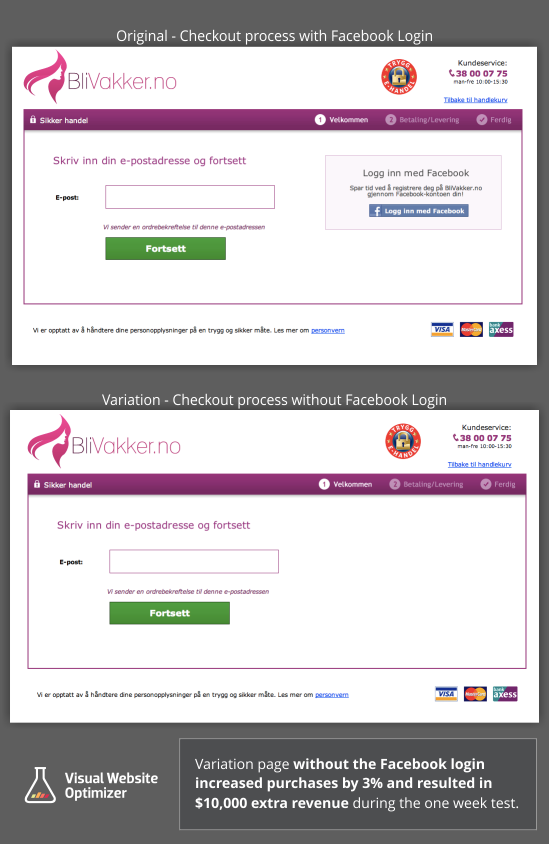 Original - Checkout process with Facebook Login
BliVakker.no
TRYGG
E-HANDEL
Kundeservice:
38 00 07 75
man-fre 10:00-15:30
Tilbake til handlekurv
Sikker handel
1 Velkommen
2 Betaling/Levering
Ferdig
Skriv inn din e-postadresse og fortsett
E-post:
Vi sender en ordrebekreftelse til denne e-postadressen
Fortsett
Logg inn med Facebook
Spar tid ved å registrere deg på BliVakker.no
gjennom Facebook-kontoen din!
f Logg inn med Facebook
Vi er opptatt av å håndtere dine personopplysninger på en trygg og sikker måte. Les mer om personvern
VISA
MasterCard
bank
axess
Variation - Checkout process without Facebook Login
BliVakker.no
TRYGG
E-HANDEL
Kundeservice:
38 00 07 75
man-fre 10:00-15:30
Tilbake til handlekurv
Sikker handel
1 Velkommen
2 Betaling/Levering
Ferdig
Skriv inn din e-postadresse og fortsett
E-post:
Vi sender en ordrebekreftelse til denne e-postadressen
Fortsett
Vi er opptatt av å håndtere dine personopplysninger på en trygg og sikker måte. Les mer om personvern
VISA
MasterCard
bank
axess
Visual Website
Optimizer
Variation page without the Facebook login
increased purchases by 3% and resulted in
$10,000 extra revenue during the one week test.